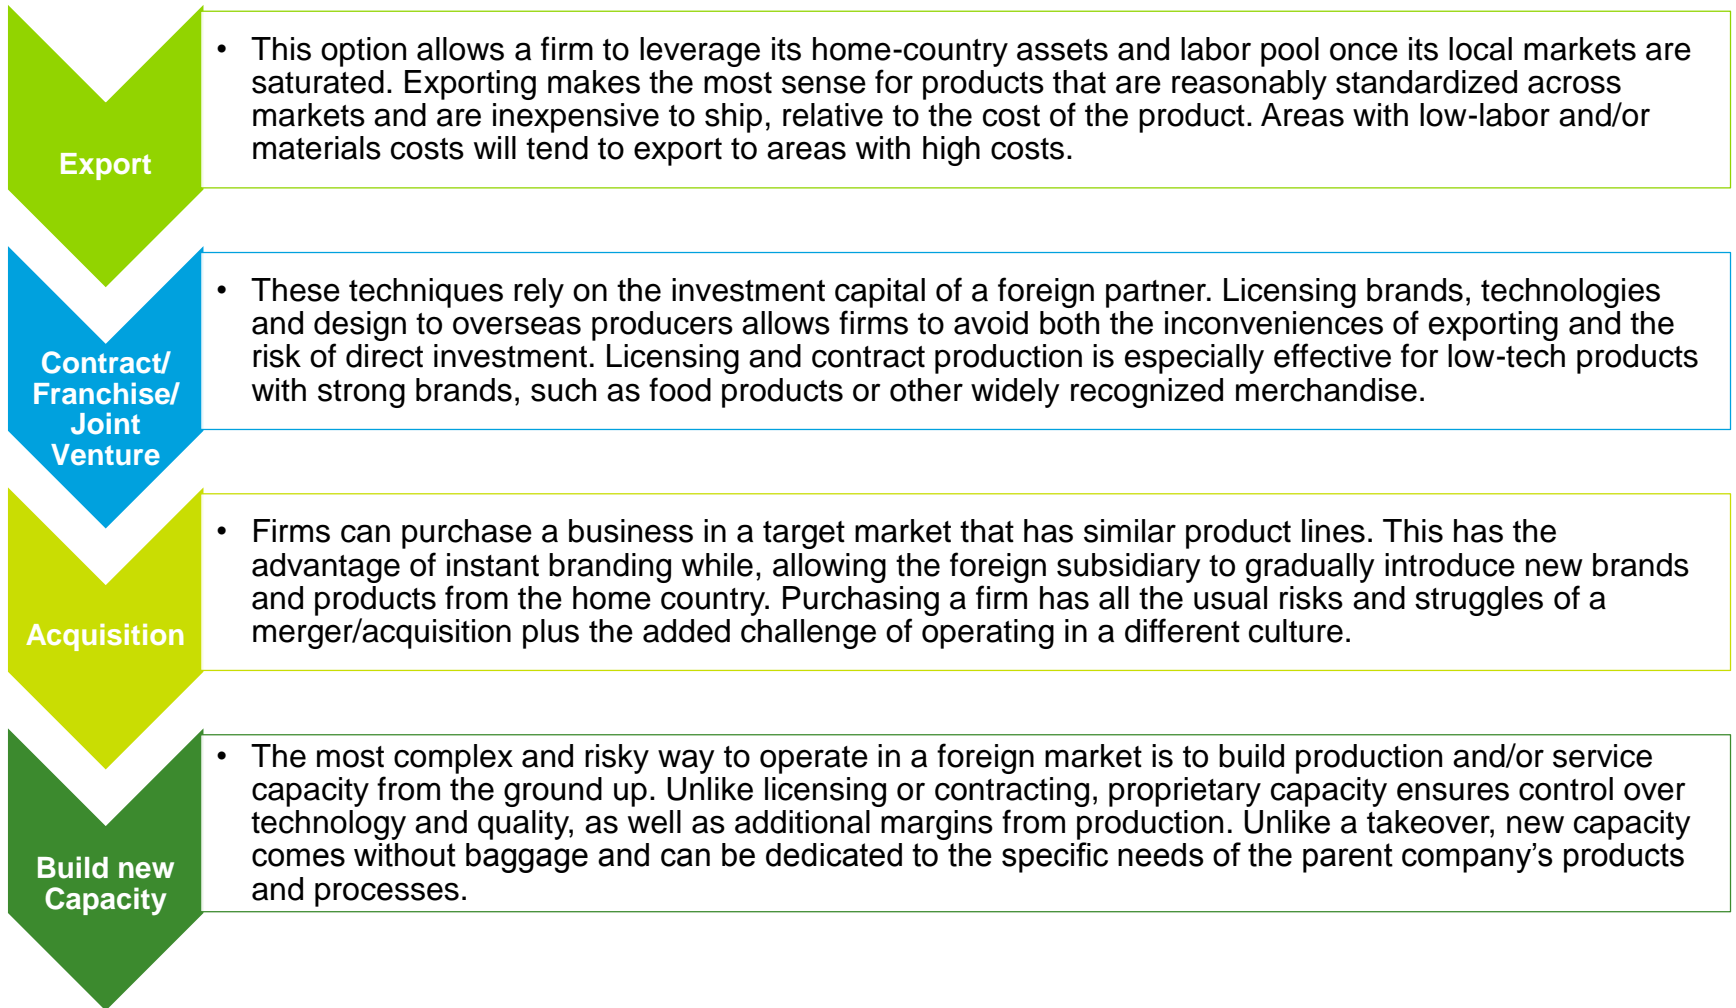 Export
• This option allows a firm to leverage its home-country assets and labor pool once its local markets are
saturated. Exporting makes the most sense for products that are reasonably standardized across
markets and are inexpensive to ship, relative to the cost of the product. Areas with low-labor and/or
materials costs will tend to export to areas with high costs.
Contract/
Franchise/
Joint
Venture
• These techniques rely on the investment capital of a foreign partner. Licensing brands, technologies
and design to overseas producers allows firms to avoid both the inconveniences of exporting and the
risk of direct investment. Licensing and contract production is especially effective for low-tech products
with strong brands, such as food products or other widely recognized merchandise.
Acquisition
• Firms can purchase a business in a target market that has similar product lines. This has the
advantage of instant branding while, allowing the foreign subsidiary to gradually introduce new brands
and products from the home country. Purchasing a firm has all the usual risks and struggles of a
merger/acquisition plus the added challenge of operating in a different culture.
Build new
Capacity
• The most complex and risky way to operate in a foreign market is to build production and/or service
capacity from the ground up. Unlike licensing or contracting, proprietary capacity ensures control over
technology and quality, as well as additional margins from production. Unlike a takeover, new capacity
comes without baggage and can be dedicated to the specific needs of the parent company’s products
and processes.